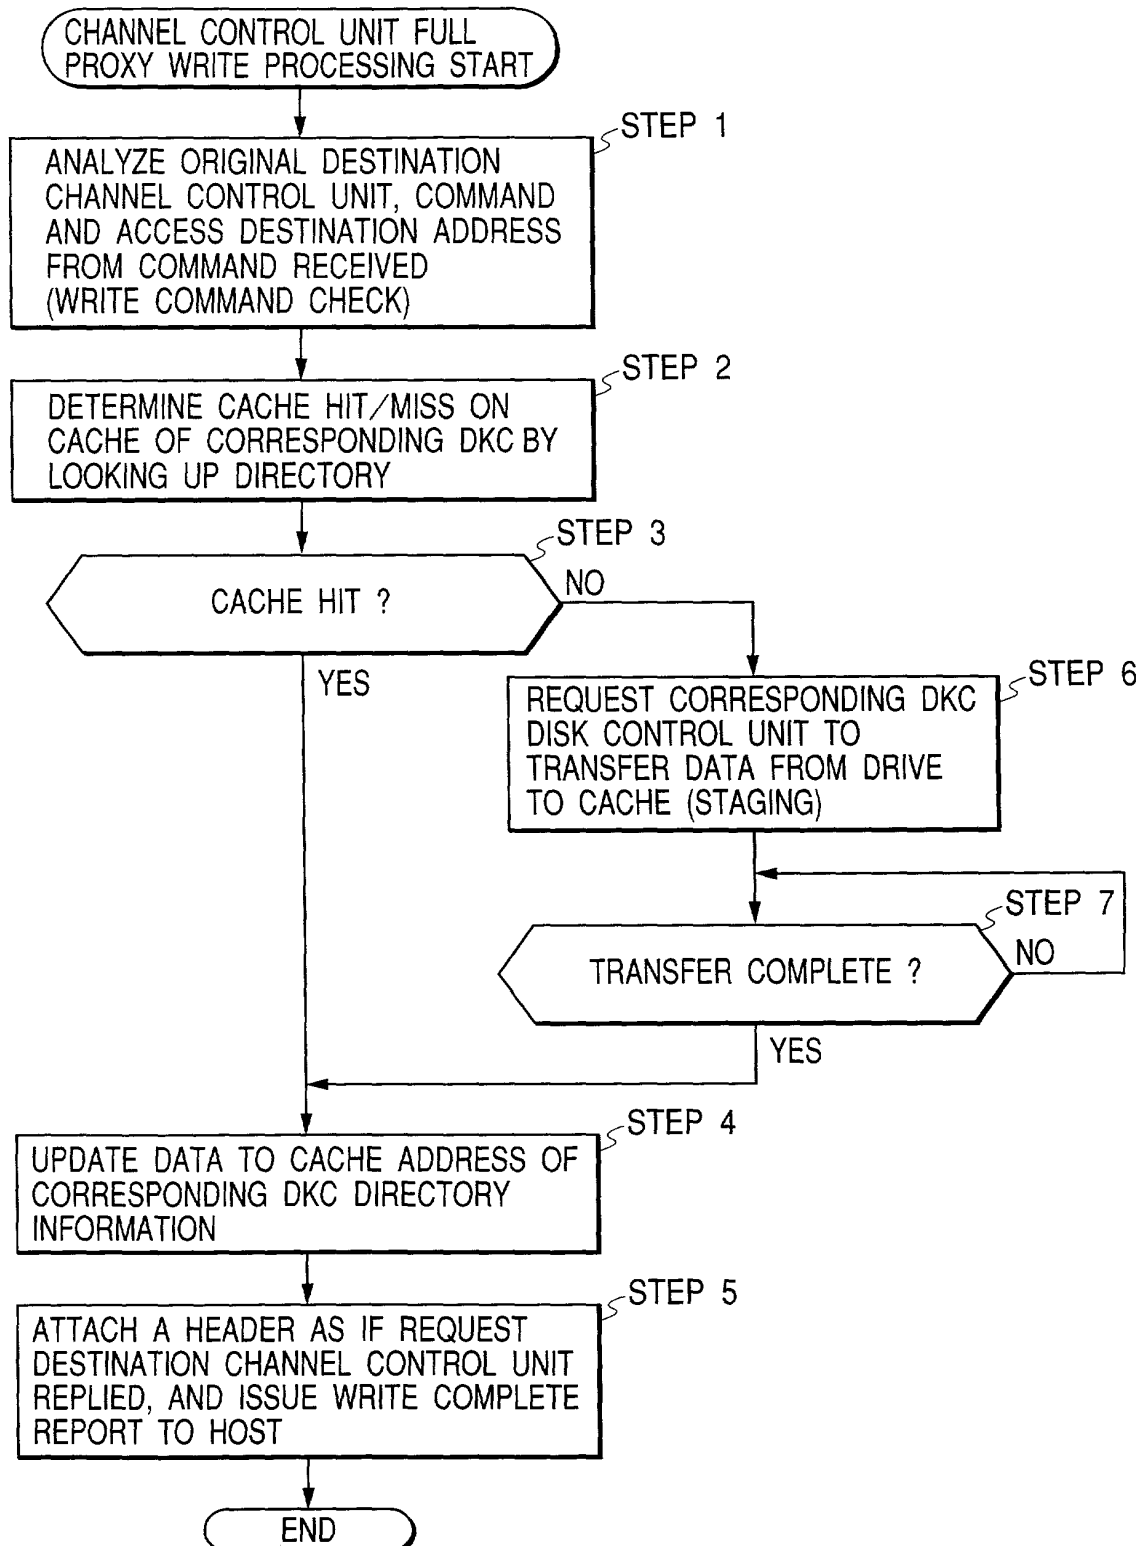 CHANNEL CONTROL UNIT FULL
PROXY WRITE PROCESSING START
STEP 1
ANALYZE ORIGINAL DESTINATION
CHANNEL CONTROL UNIT, COMMAND
AND ACCESS DESTINATION ADDRESS
FROM COMMAND RECEIVED
(WRITE COMMAND CHECK)
STEP 2
DETERMINE CACHE HIT/MISS ON
CACHE OF CORRESPONDING DKC BY
LOOKING UP DIRECTORY
STEP 3
CACHE HIT ?
NO
YES
STEP 6
REQUEST CORRESPONDING DKC
DISK CONTROL UNIT TO
TRANSFER DATA FROM DRIVE
TO CACHE (STAGING)
STEP 7
TRANSFER COMPLETE ?
NO
YES
STEP 4
UPDATE DATA TO CACHE ADDRESS OF
CORRESPONDING DKC DIRECTORY
INFORMATION
STEP 5
ATTACH A HEADER AS IF REQUEST
DESTINATION CHANNEL CONTROL UNIT
REPLIED, AND ISSUE WRITE COMPLETE
REPORT TO HOST
END